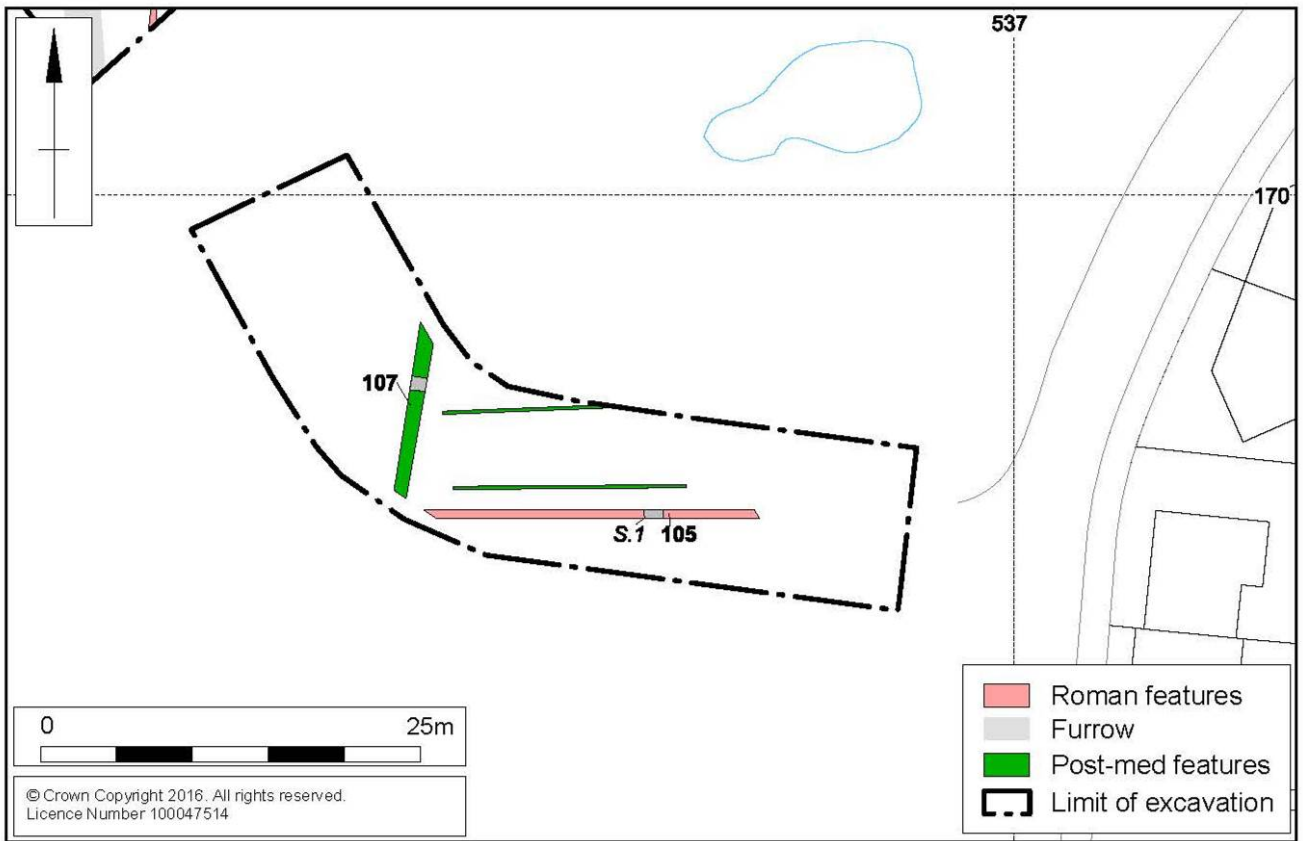 537
170
107
S.1 105
0 25m
© Crown Copyright 2016. All rights reserved.
Licence Number 100047514
Roman features
Furrow
Post-med features
Limit of excavation